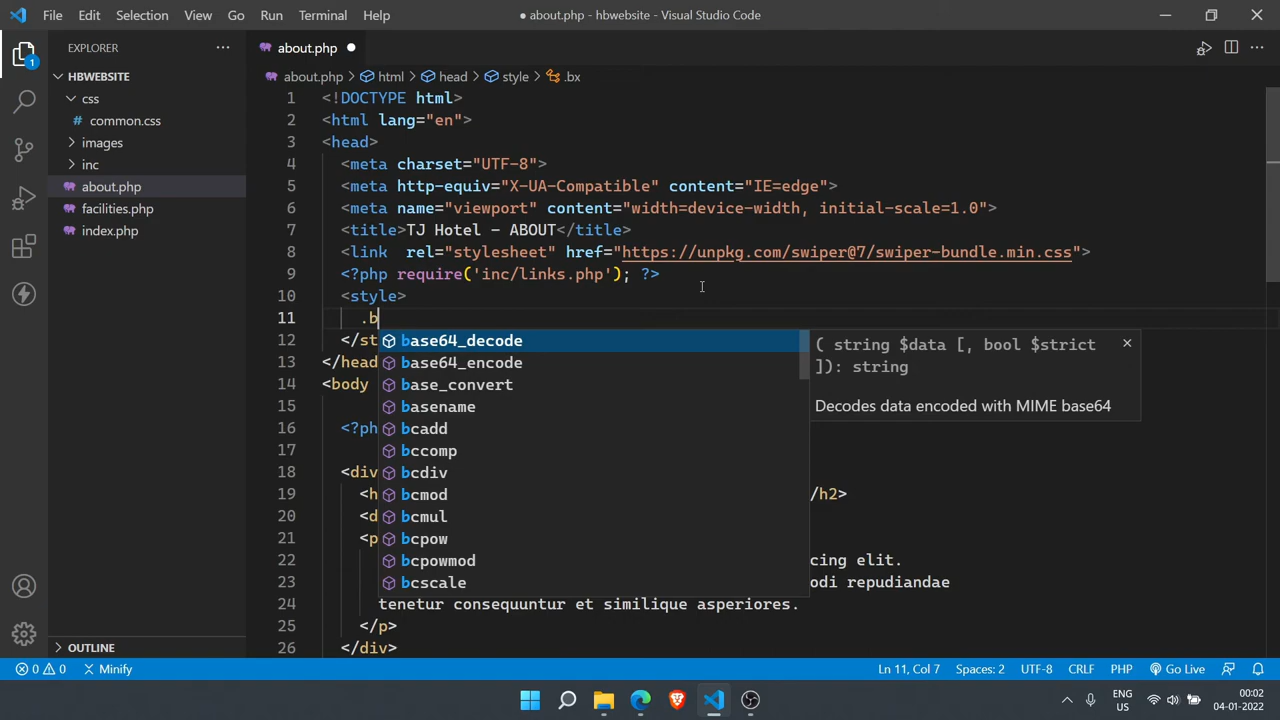 File Edit Selection View Go Run Terminal Help
● about.php - hbwebsite - Visual Studio Code
EXPLORER
1
HBWEBSITE
css
# common.css
images
inc
about.php
facilities.php
index.php
OUTLINE
about.php ●
about.php > html > head > style > .bx
1 <!DOCTYPE html>
2 <html lang="en">
3 <head>
4 <meta charset="UTF-8">
5 <meta http-equiv="X-UA-Compatible" content="IE=edge">
6 <meta name="viewport" content="width=device-width, initial-scale=1.0">
7 <title>TJ Hotel - ABOUT</title>
8 <link  rel="stylesheet" href="https://unpkg.com/swiper@7/swiper-bundle.min.css">
9 <?php require('inc/links.php'); ?>
10 <style>
11 .b
12 </st
13 </head
14 <body
15
16 <?ph
17
18 <div
19 <h /h2>
20 <d
21 <p
22 cing elit.
23 odi repudiandae
24 tenetur consequuntur et similique asperiores.
25 </p>
26 </div>
base64_decode
base64_encode
base_convert
basename
bcadd
bccomp
bcdiv
bcmod
bcmul
bcpow
bcpowmod
bcscale
( string $data [, bool $strict
]): string
Decodes data encoded with MIME base64
0 0 Minify
Ln 11, Col 7 Spaces: 2 UTF-8 CRLF PHP Go Live
ENG
US
00:02
04-01-2022